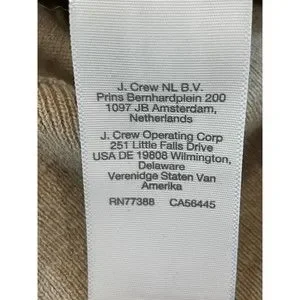 J. Crew NL B.V.
Prins Bernhardplein 200
1097 JB Amsterdam,
Netherlands
J. Crew Operating Corp
251 Little Falls Drive
USA DE 19808 Wilmington,
Delaware
Verenidge Staten Van
Amerika
RN77388 CA56445